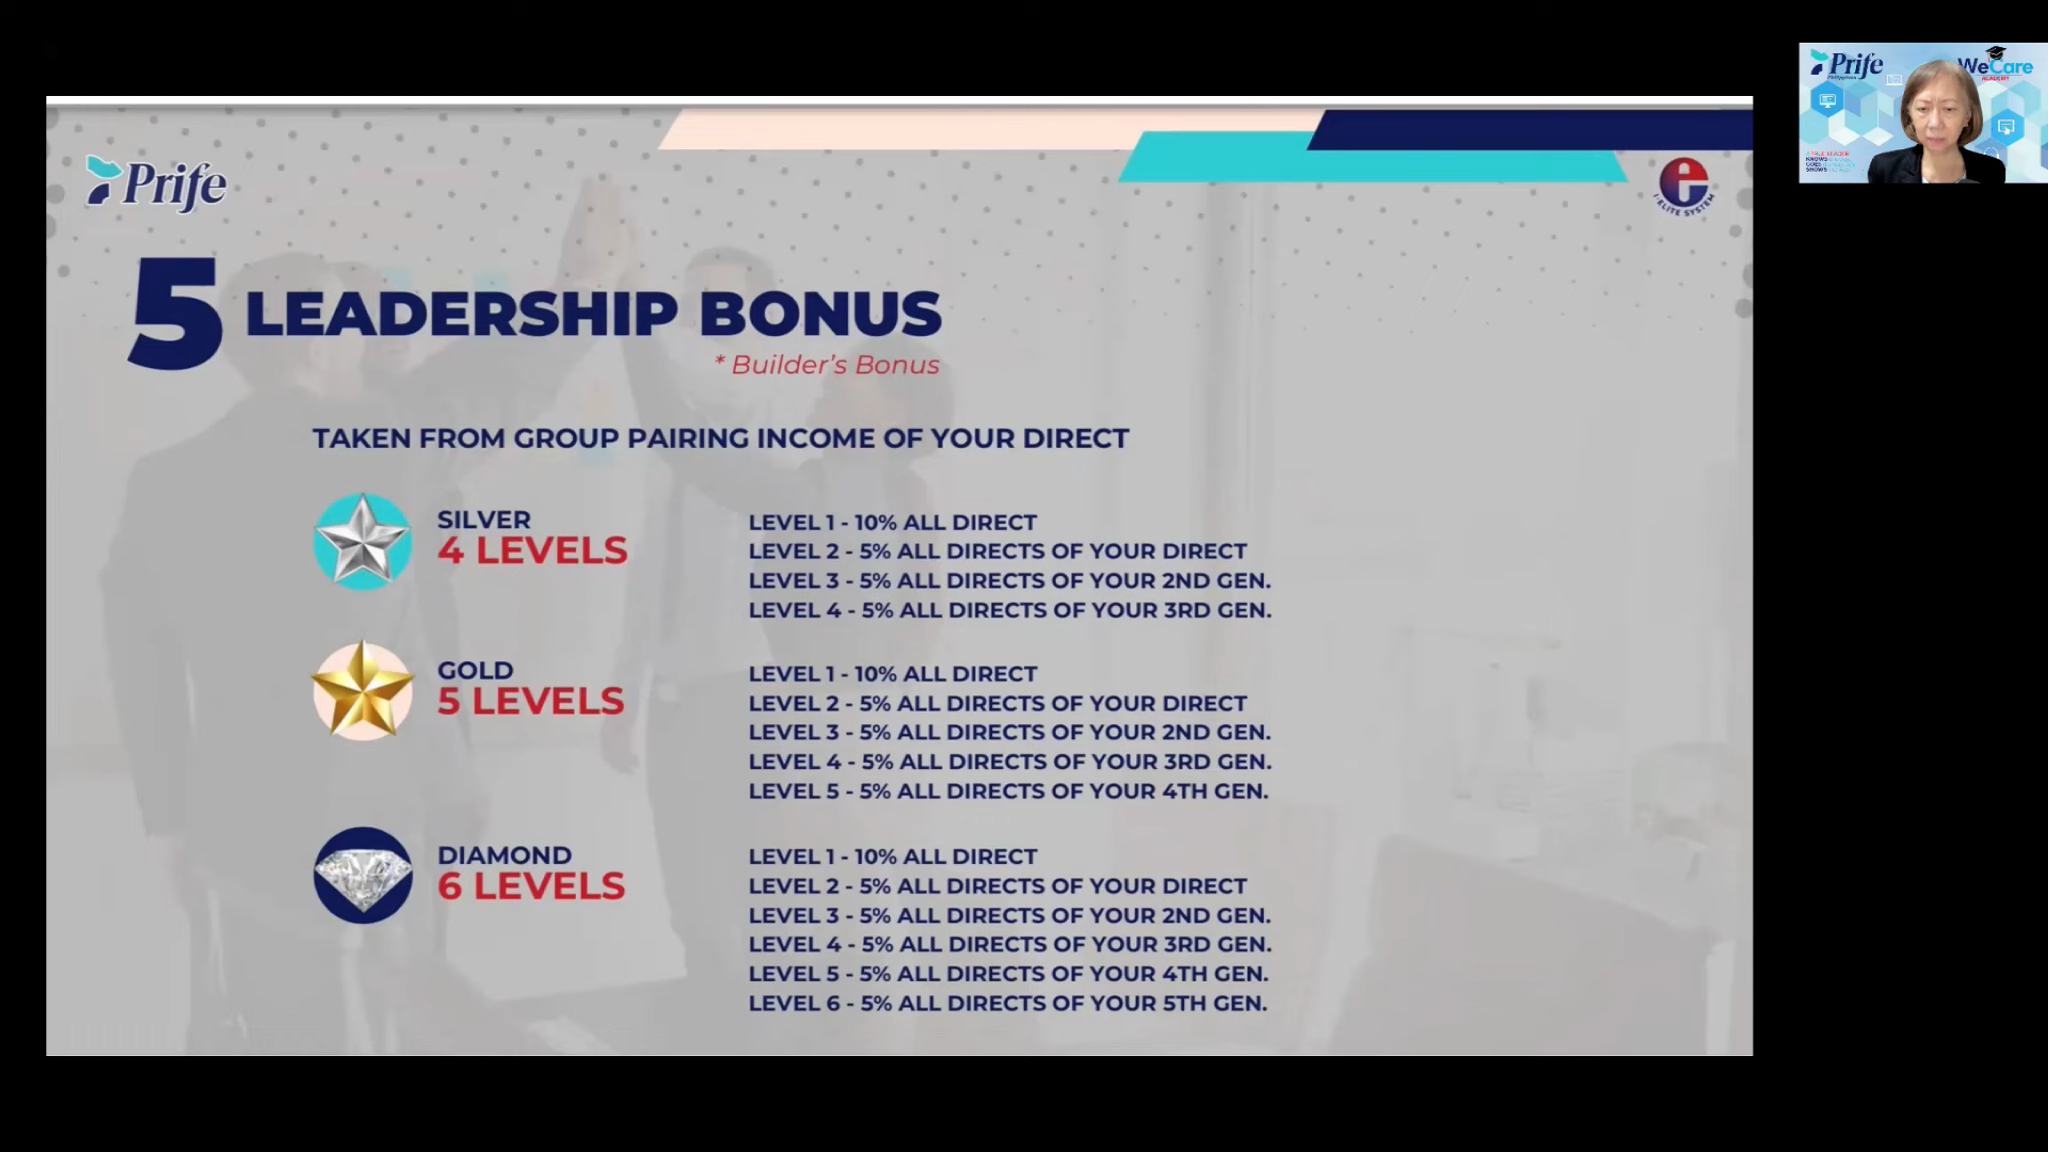 Prife
WeCare
ACADEMY
Prife
e
I-ELITE SYSTEM
5 LEADERSHIP BONUS
* Builder's Bonus
TAKEN FROM GROUP PAIRING INCOME OF YOUR DIRECT
SILVER
4 LEVELS
LEVEL 1 - 10% ALL DIRECT
LEVEL 2 - 5% ALL DIRECTS OF YOUR DIRECT
LEVEL 3 - 5% ALL DIRECTS OF YOUR 2ND GEN.
LEVEL 4 - 5% ALL DIRECTS OF YOUR 3RD GEN.
GOLD
5 LEVELS
LEVEL 1 - 10% ALL DIRECT
LEVEL 2 - 5% ALL DIRECTS OF YOUR DIRECT
LEVEL 3 - 5% ALL DIRECTS OF YOUR 2ND GEN.
LEVEL 4 - 5% ALL DIRECTS OF YOUR 3RD GEN.
LEVEL 5 - 5% ALL DIRECTS OF YOUR 4TH GEN.
DIAMOND
6 LEVELS
LEVEL 1 - 10% ALL DIRECT
LEVEL 2 - 5% ALL DIRECTS OF YOUR DIRECT
LEVEL 3 - 5% ALL DIRECTS OF YOUR 2ND GEN.
LEVEL 4 - 5% ALL DIRECTS OF YOUR 3RD GEN.
LEVEL 5 - 5% ALL DIRECTS OF YOUR 4TH GEN.
LEVEL 6 - 5% ALL DIRECTS OF YOUR 5TH GEN.